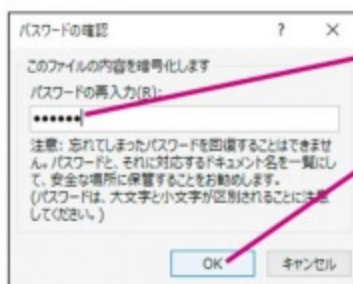 パスワードの確認 ? ×
このファイルの内容を暗号化します
パスワードの再入力(R):
••••••
注意: 忘れてしまったパスワードを回復することはできませ
ん。パスワードと、それに対応するドキュメント名を一覧にし
て、安全な場所に保管することをお勧めします。
(パスワードは、大文字と小文字が区別されることに注意
してください。)
OK キャンセル